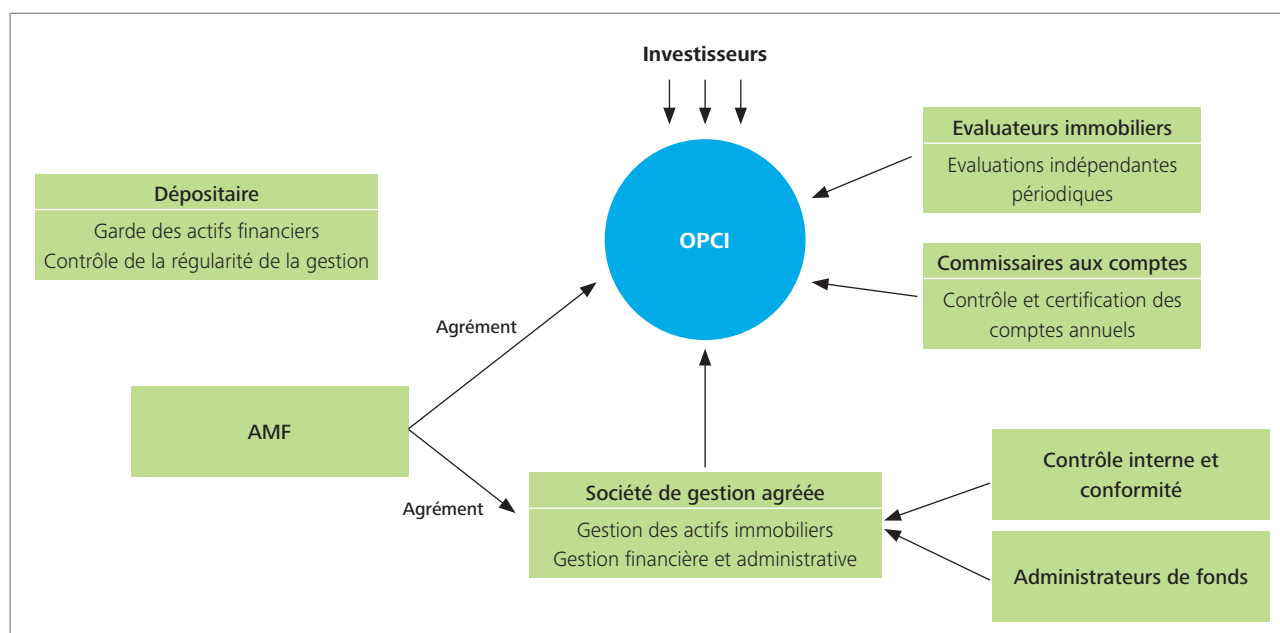 Investisseurs
Evaluateurs immobiliers
Evaluations indépendantes
périodiques
Dépositaire
Garde des actifs financiers
Contrôle de la régularité de la gestion
OPCI
Commissaires aux comptes
Contrôle et certification des
comptes annuels
Agrément
AMF
Agrément
Société de gestion agréée
Gestion des actifs immobiliers
Gestion financière et administrative
Contrôle interne et
conformité
Administrateurs de fonds